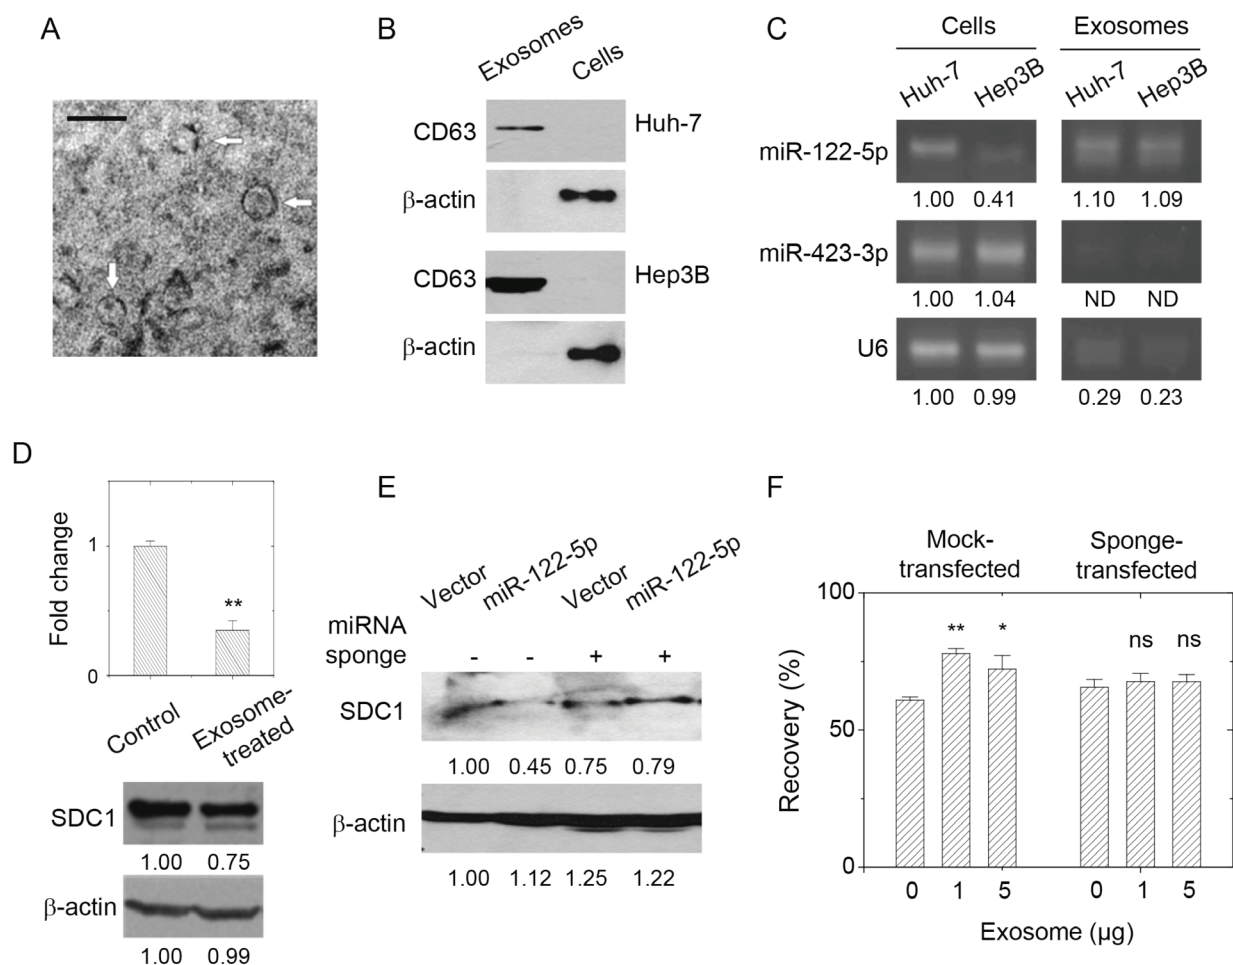 A
B
Exosomes Cells
CD63 Huh-7
β-actin
CD63 Hep3B
β-actin
C
Cells Exosomes
Huh-7 Hep3B Huh-7 Hep3B
miR-122-5p
1.00 0.41 1.10 1.09
miR-423-3p
1.00 1.04 ND ND
U6
1.00 0.99 0.29 0.23
D
Fold change
1
**
0
Control Exosome-
treated
SDC1
1.00 0.75
β-actin
1.00 0.99
E
Vector miR-122-5p Vector miR-122-5p
miRNA
sponge - - + +
SDC1
1.00 0.45 0.75 0.79
β-actin
1.00 1.12 1.25 1.22
F
Mock- Sponge-
transfected transfected
Recovery (%)
100
** * ns ns
50
0
0 1 5 0 1 5
Exosome (μg)